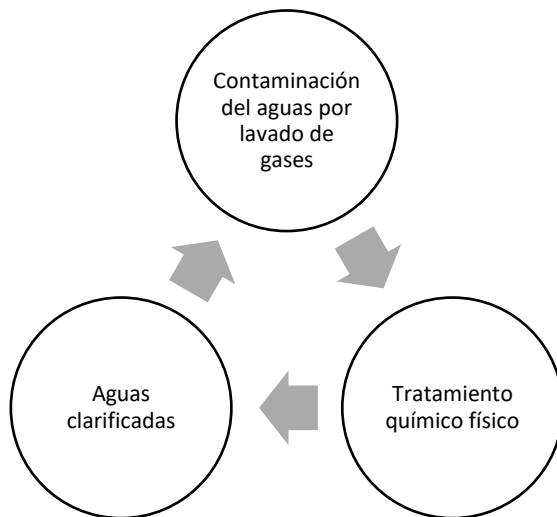 Contaminación
del aguas por
lavado de
gases
Tratamiento
químico físico
Aguas
clarificadas